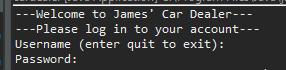 ---Welcome to James' Car Dealer---
---Please log in to your account---
Username (enter quit to exit):
Password: